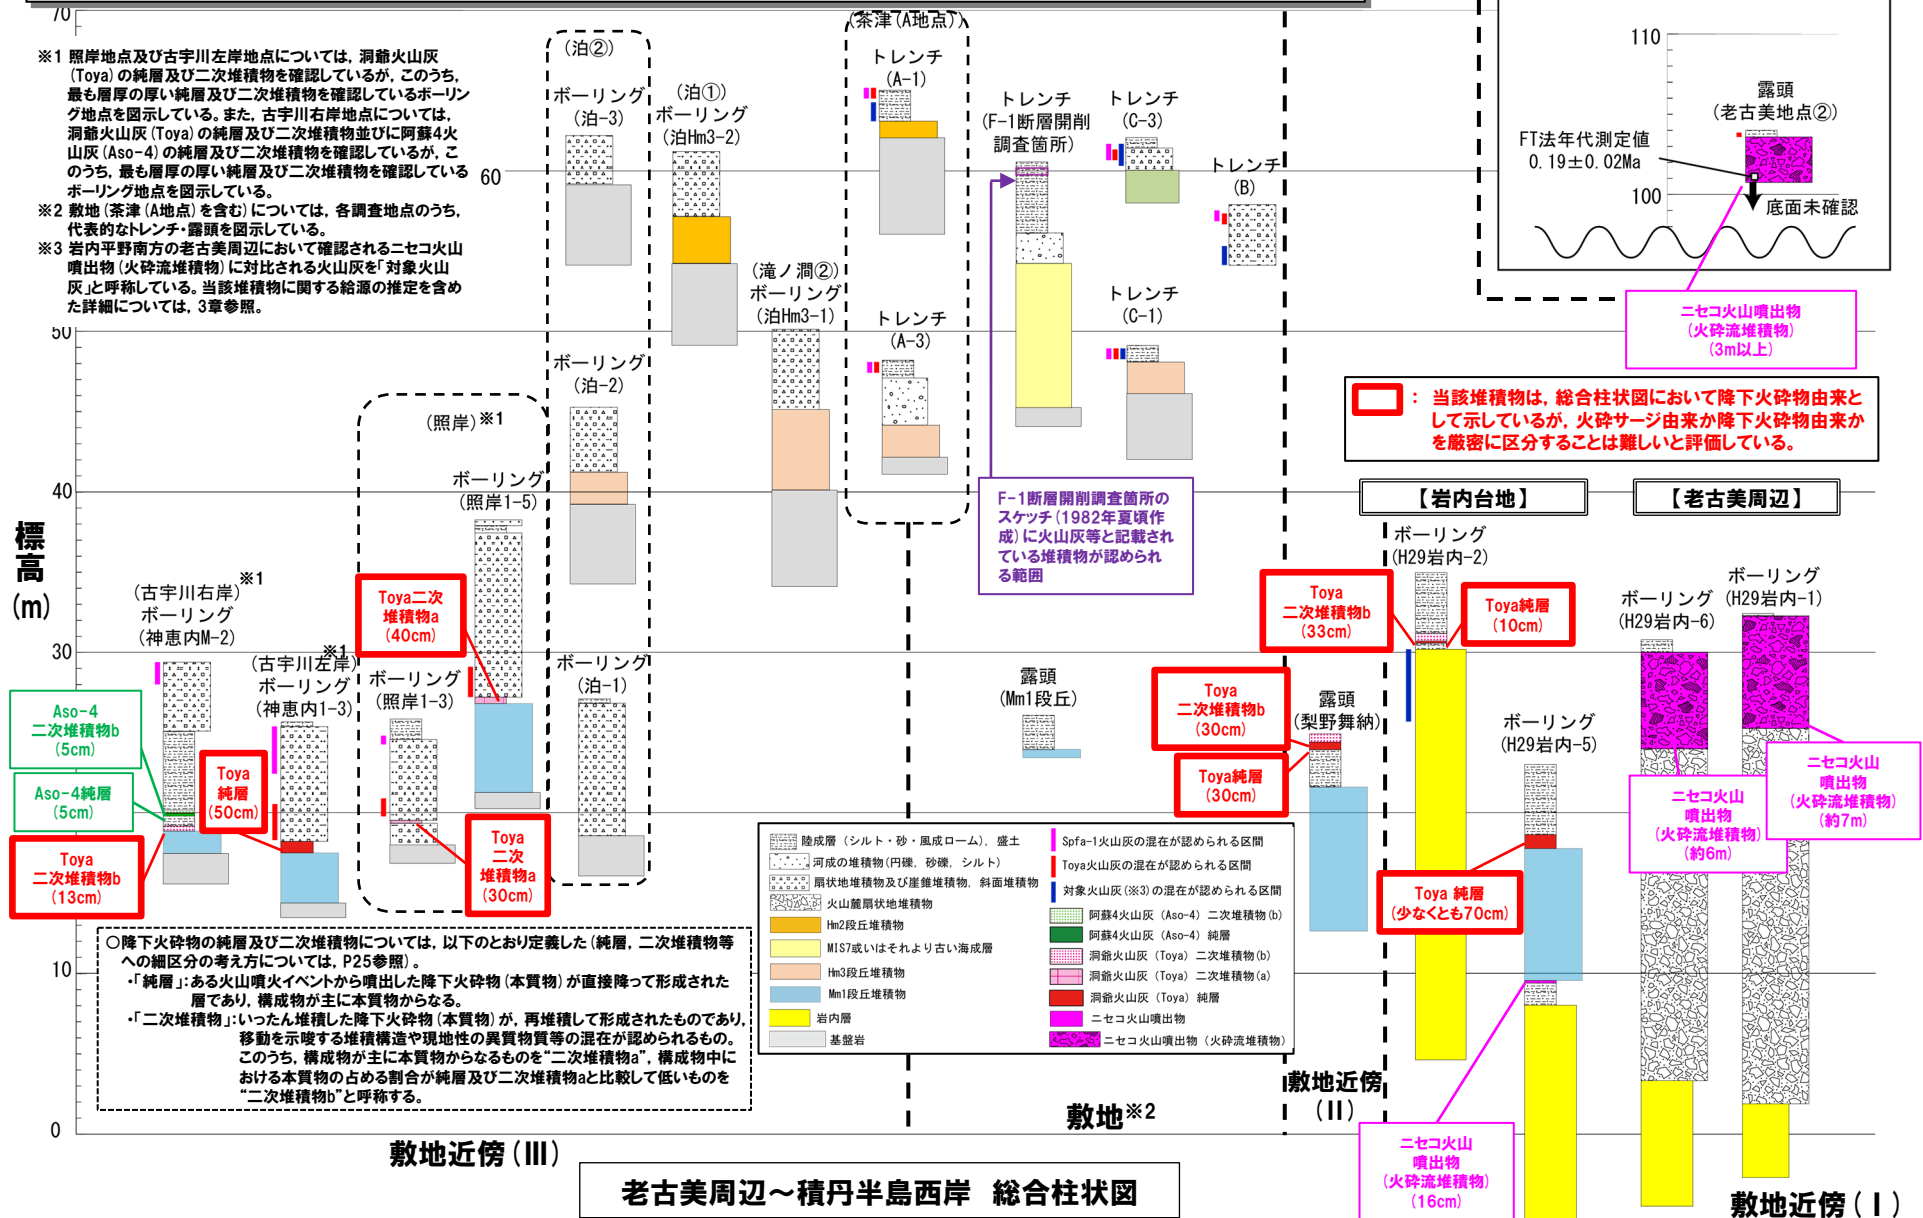 70
60
50
40
30
10
0
標高(m)
※1 照岸地点及び古宇川左岸地点については，洞爺火山灰
(Toya)の純層及び二次堆積物を確認しているが，このうち，
最も層厚の厚い純層及び二次堆積物を確認しているボーリン
グ地点を図示している。また，古宇川右岸地点については，
洞爺火山灰(Toya)の純層及び二次堆積物並びに阿蘇4火
山灰(Aso-4)の純層及び二次堆積物を確認しているが，こ
のうち，最も層厚の厚い純層及び二次堆積物を確認している
ボーリング地点を図示している。
※2 敷地(茶津(A地点)を含む)については，各調査地点のうち，
代表的なトレンチ・露頭を図示している。
※3 岩内平野南方の老古美周辺において確認されるニセコ火山
噴出物(火砕流堆積物)に対比される火山灰を「対象火山
灰」と呼称している。当該堆積物に関する給源の推定を含め
た詳細については，3章参照。
(泊②)
ボーリング
(泊-3)
(泊①)
ボーリング
(泊Hm3-2)
(滝ノ澗②)
ボーリング
(泊Hm3-1)
(茶津(A地点))
トレンチ
(A-1)
トレンチ
(A-3)
トレンチ
(F-1断層開削
調査箇所)
トレンチ
(C-3)
トレンチ
(B)
トレンチ
(C-1)
110
100
露頭
(老古美地点②)
FT法年代測定値
0.19±0.02Ma
底面未確認
ニセコ火山噴出物
(火砕流堆積物)
(3m以上)
： 当該堆積物は，総合柱状図において降下火砕物由来と
して示しているが，火砕サージ由来か降下火砕物由来か
を厳密に区分することは難しいと評価している。
【岩内台地】
【老古美周辺】
ボーリング
(泊-2)
(照岸)※1
ボーリング
(照岸1-5)
F-1断層開削調査箇所の
スケッチ(1982年夏頃作
成)に火山灰等と記載され
ている堆積物が認められ
る範囲
(古宇川右岸)※1
ボーリング
(神恵内M-2)
※1
(古宇川左岸)
ボーリング
(神恵内1-3)
Toya二次
堆積物a
(40cm)
ボーリング
(照岸1-3)
ボーリング
(泊-1)
露頭
(Mm1段丘)
Toya
二次堆積物b
(33cm)
ボーリング
(H29岩内-2)
Toya純層
(10cm)
ボーリング
(H29岩内-6)
ボーリング
(H29岩内-1)
Toya
二次堆積物b
(30cm)
露頭
(梨野舞納)
Toya純層
(30cm)
ボーリング
(H29岩内-5)
Aso-4
二次堆積物b
(5cm)
Aso-4純層
(5cm)
Toya
二次堆積物b
(13cm)
Toya
純層
(50cm)
Toya
二次
堆積物a
(30cm)
Toya 純層
(少なくとも70cm)
ニセコ火山
噴出物
(火砕流堆積物)
(約6m)
ニセコ火山
噴出物
(火砕流堆積物)
(約7m)
ニセコ火山
噴出物
(火砕流堆積物)
(16cm)
陸成層（シルト・砂・風成ローム），盛土
河成の堆積物(円礫，砂礫，シルト)
扇状地堆積物及び崖錐堆積物，斜面堆積物
火山麓扇状地堆積物
Hm2段丘堆積物
MIS7或いはそれより古い海成層
Hm3段丘堆積物
Mm1段丘堆積物
岩内層
基盤岩
Spfa-1火山灰の混在が認められる区間
Toya火山灰の混在が認められる区間
対象火山灰(※3)の混在が認められる区間
阿蘇4火山灰（Aso-4）二次堆積物(b)
阿蘇4火山灰（Aso-4）純層
洞爺火山灰（Toya）二次堆積物(b)
洞爺火山灰（Toya）二次堆積物(a)
洞爺火山灰（Toya）純層
ニセコ火山噴出物
ニセコ火山噴出物（火砕流堆積物）
○降下火砕物の純層及び二次堆積物については，以下のとおり定義した(純層，二次堆積物等
への細区分の考え方については，P25参照)。
・「純層」：ある火山噴火イベントから噴出した降下火砕物(本質物)が直接降って形成された
層であり，構成物が主に本質物からなる。
・「二次堆積物」：いったん堆積した降下火砕物(本質物)が，再堆積して形成されたものであり，
移動を示唆する堆積構造や現地性の異質物質等の混在が認められるもの。
このうち，構成物が主に本質物からなるものを“二次堆積物a”，構成物中に
おける本質物の占める割合が純層及び二次堆積物aと比較して低いものを
“二次堆積物b”と呼称する。
敷地近傍(Ⅲ)
敷地※2
敷地近傍
(Ⅱ)
敷地近傍(Ⅰ)
老古美周辺～積丹半島西岸 総合柱状図